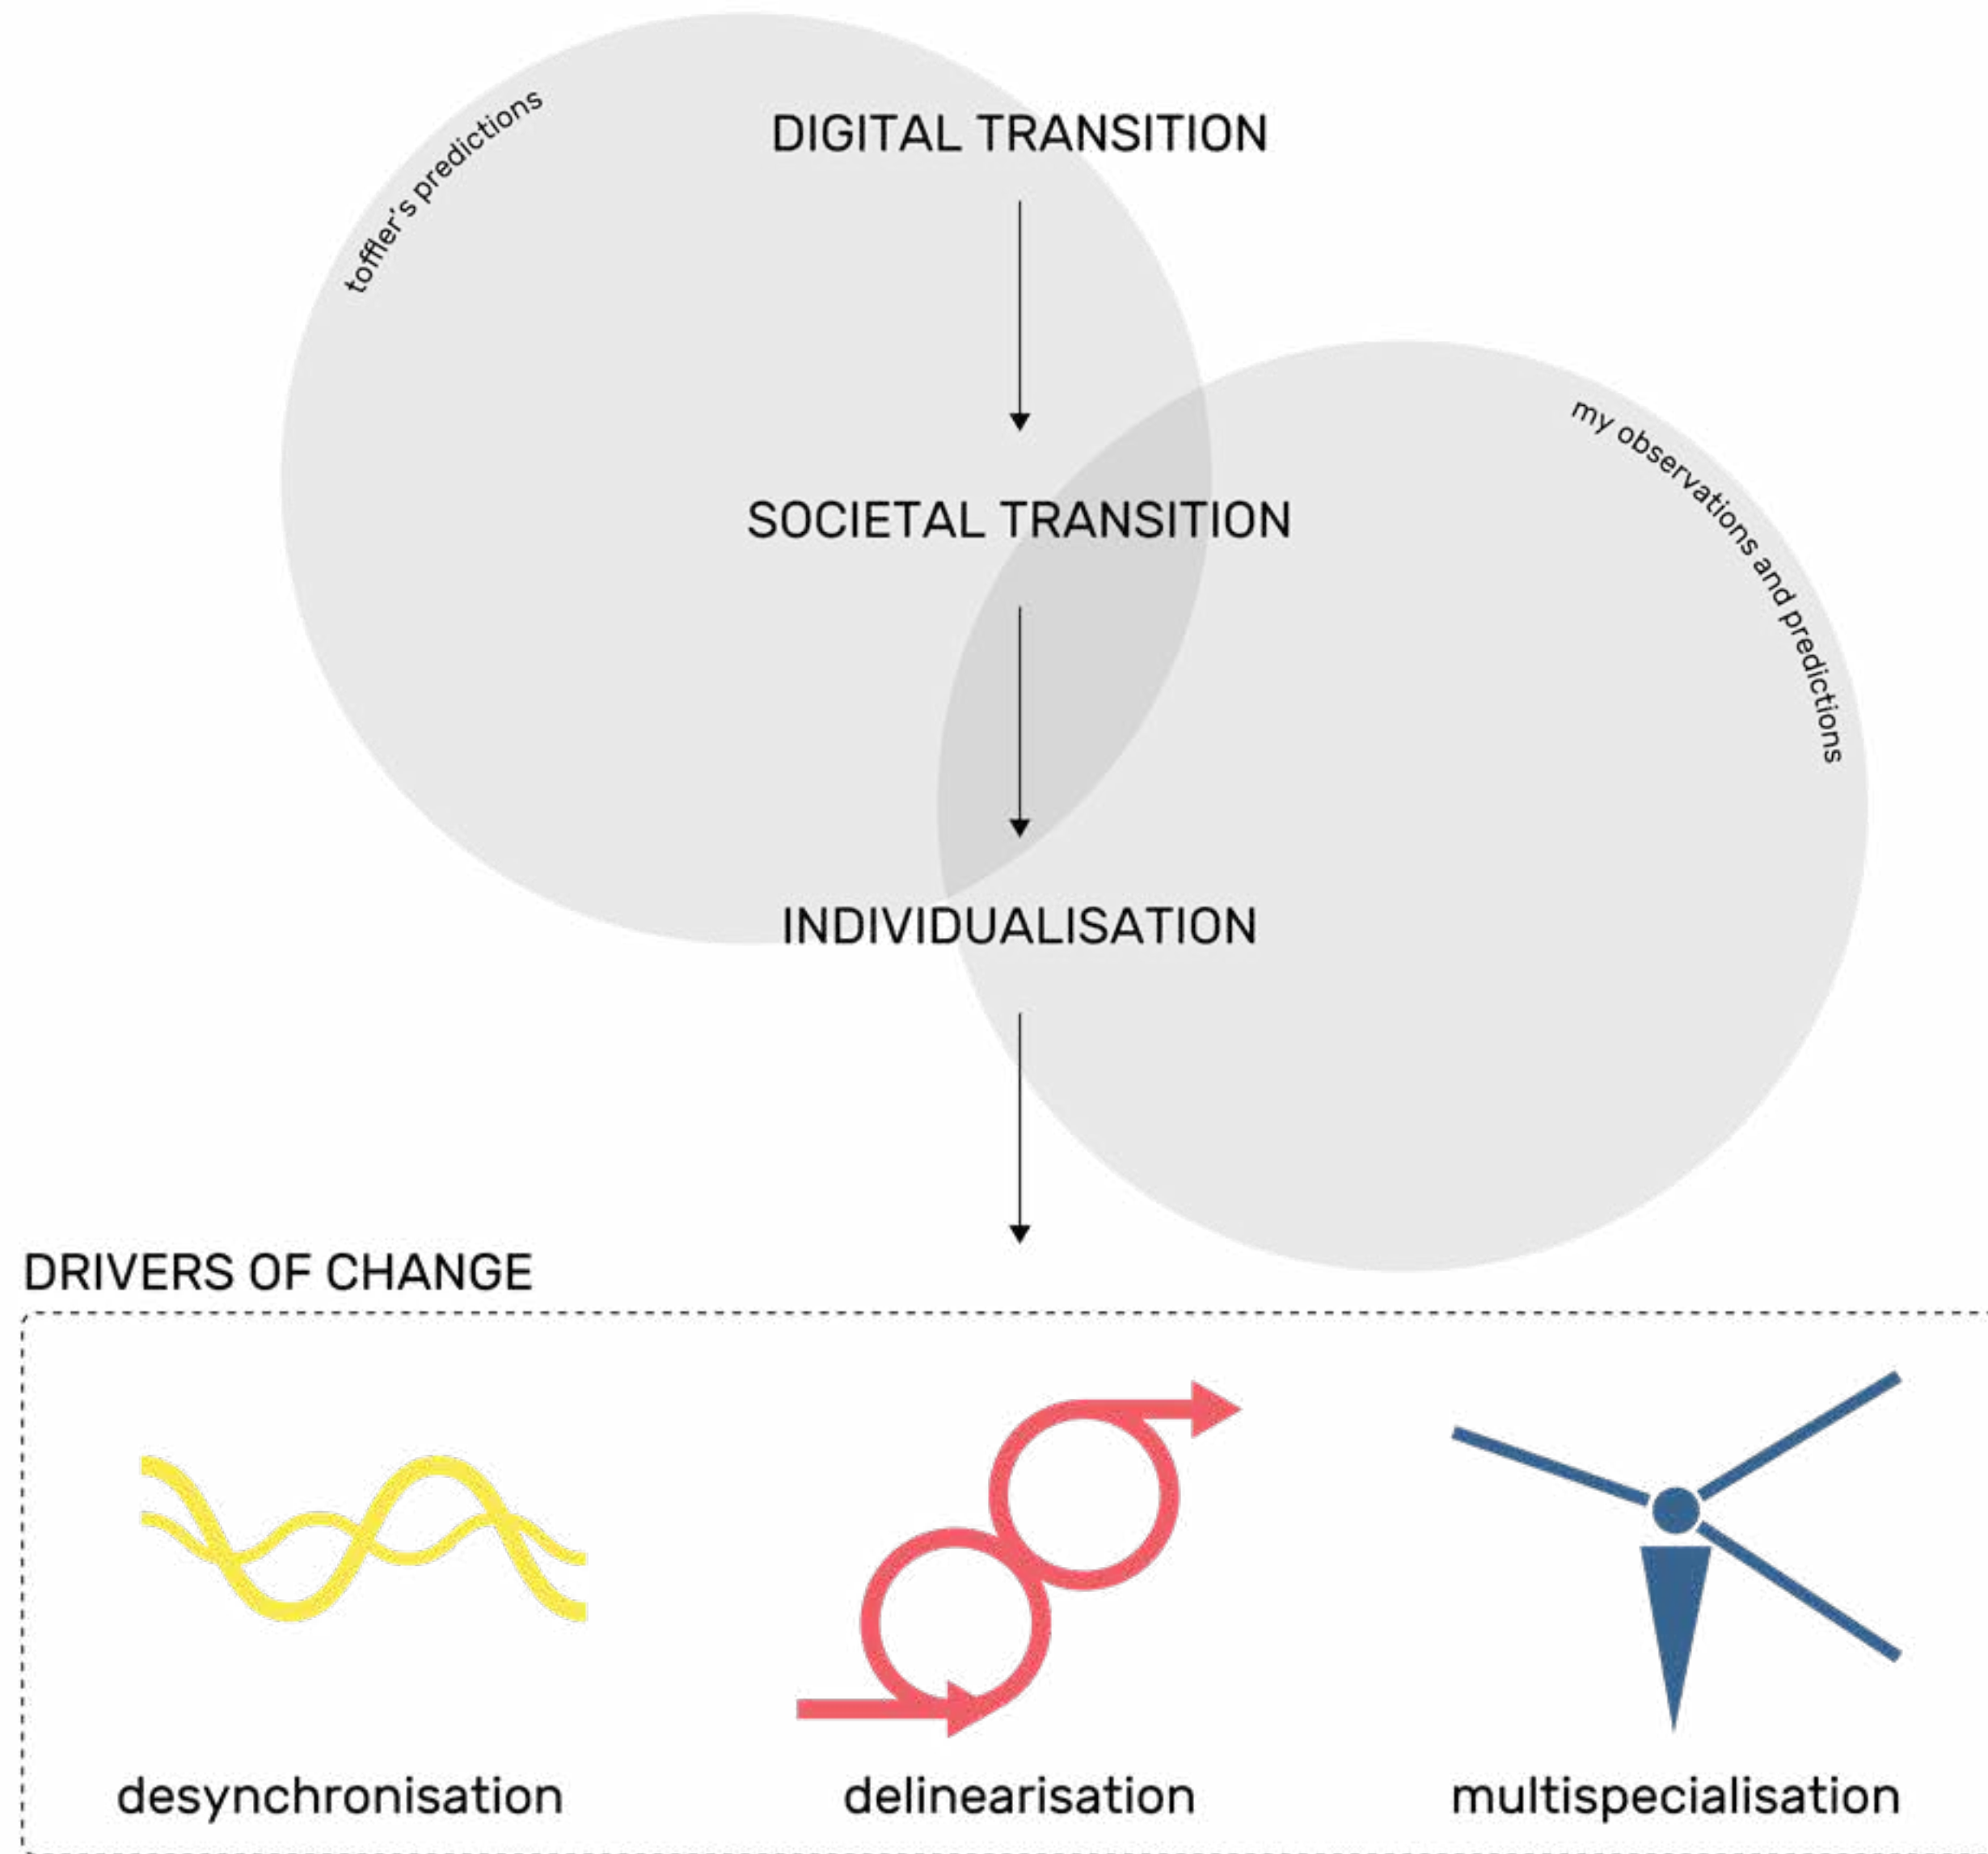 toffler's predictions
DIGITAL TRANSITION
my observations and predictions
SOCIETAL TRANSITION
INDIVIDUALISATION
DRIVERS OF CHANGE
desynchronisation
delinearisation
multispecialisation